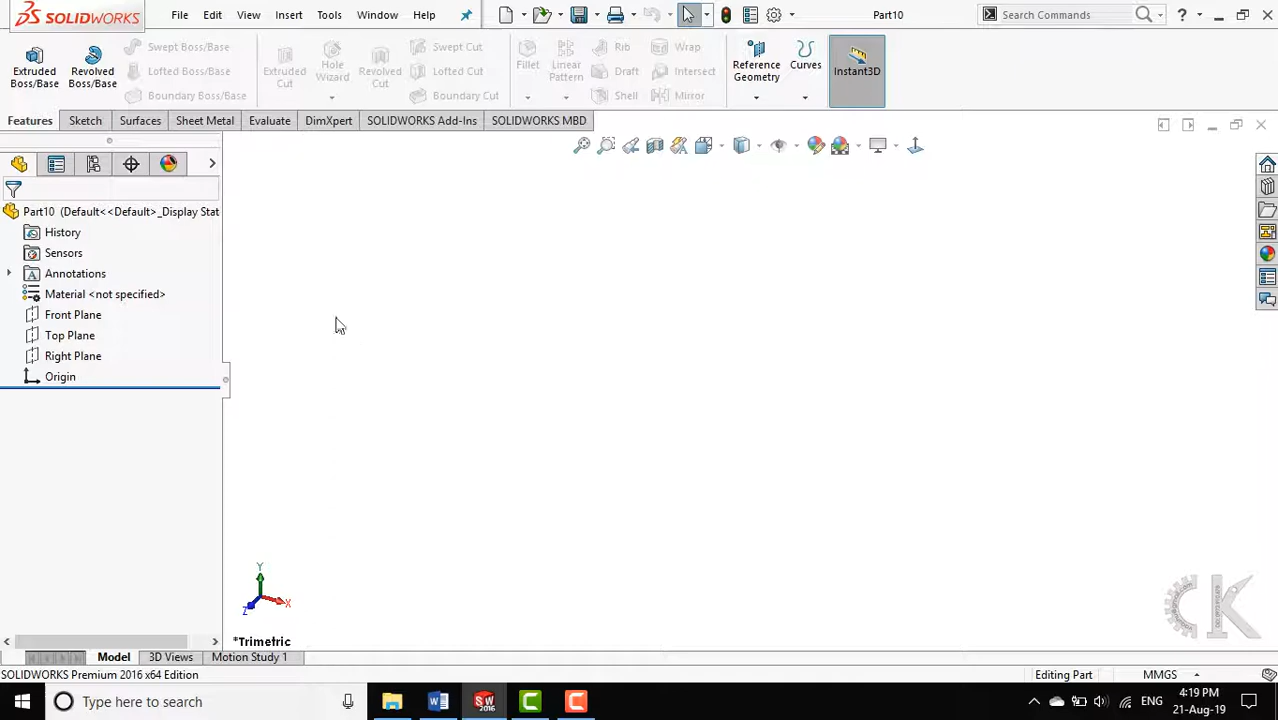 SOLIDWORKS File Edit View Insert Tools Window Help Part10 Search Commands ?
Extruded Boss/Base
Revolved Boss/Base
Swept Boss/Base
Lofted Boss/Base
Boundary Boss/Base
Extruded Cut
Hole Wizard
Revolved Cut
Swept Cut
Lofted Cut
Boundary Cut
Fillet
Linear Pattern
Rib
Draft
Shell
Wrap
Intersect
Mirror
Reference Geometry
Curves
Instant3D
Features Sketch Surfaces Sheet Metal Evaluate DimXpert SOLIDWORKS Add-Ins SOLIDWORKS MBD
Part10 (Default<<Default>_Display Stat
History
Sensors
Annotations
Material <not specified>
Front Plane
Top Plane
Right Plane
Origin
Y
X
Z
*Trimetric
Model 3D Views Motion Study 1
SOLIDWORKS Premium 2016 x64 Edition Editing Part MMGS
Type here to search
2016
ENG
4:19 PM
21-Aug-19